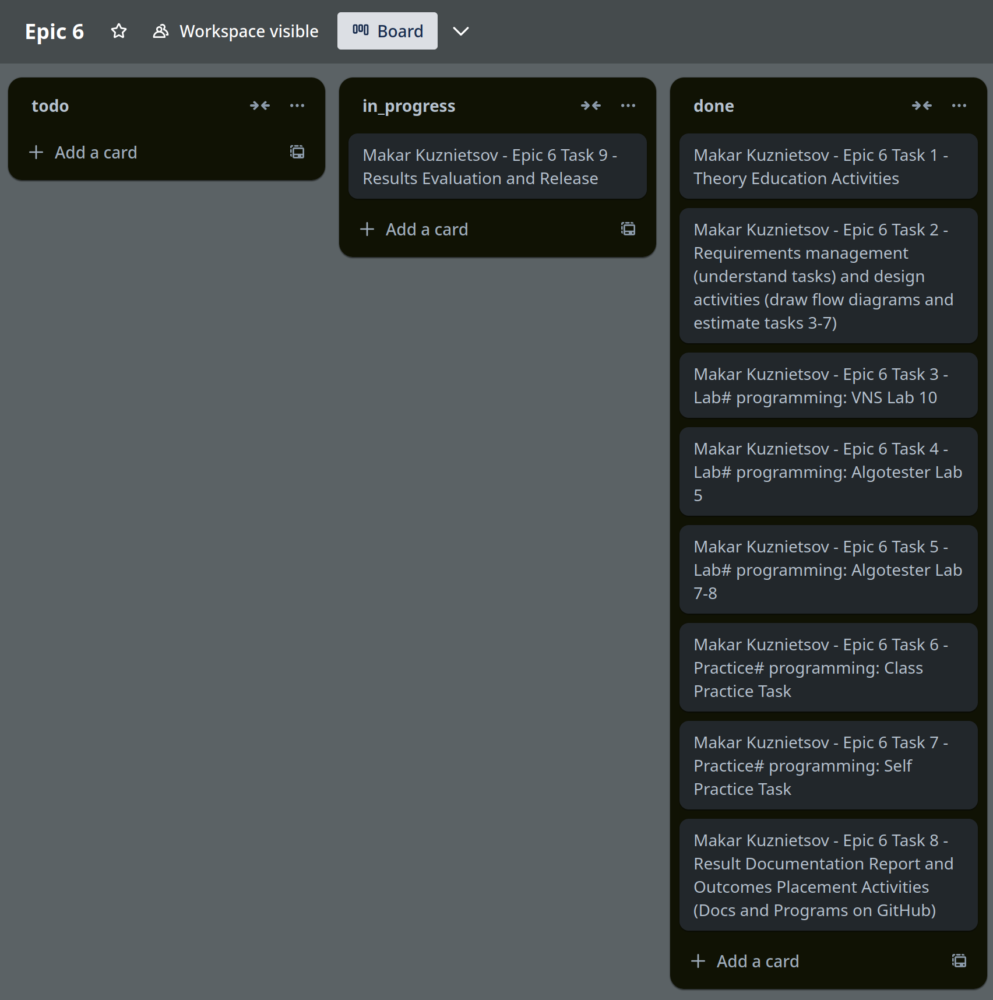 Epic 6
Workspace visible
Board
todo
Add a card
in_progress
Makar Kuznietsov - Epic 6 Task 9 -
Results Evaluation and Release
Add a card
done
Makar Kuznietsov - Epic 6 Task 1 -
Theory Education Activities
Makar Kuznietsov - Epic 6 Task 2 -
Requirements management
(understand tasks) and design
activities (draw flow diagrams and
estimate tasks 3-7)
Makar Kuznietsov - Epic 6 Task 3 -
Lab# programming: VNS Lab 10
Makar Kuznietsov - Epic 6 Task 4 -
Lab# programming: Algotester Lab
5
Makar Kuznietsov - Epic 6 Task 5 -
Lab# programming: Algotester Lab
7-8
Makar Kuznietsov - Epic 6 Task 6 -
Practice# programming: Class
Practice Task
Makar Kuznietsov - Epic 6 Task 7 -
Practice# programming: Self
Practice Task
Makar Kuznietsov - Epic 6 Task 8 -
Result Documentation Report and
Outcomes Placement Activities
(Docs and Programs on GitHub)
Add a card